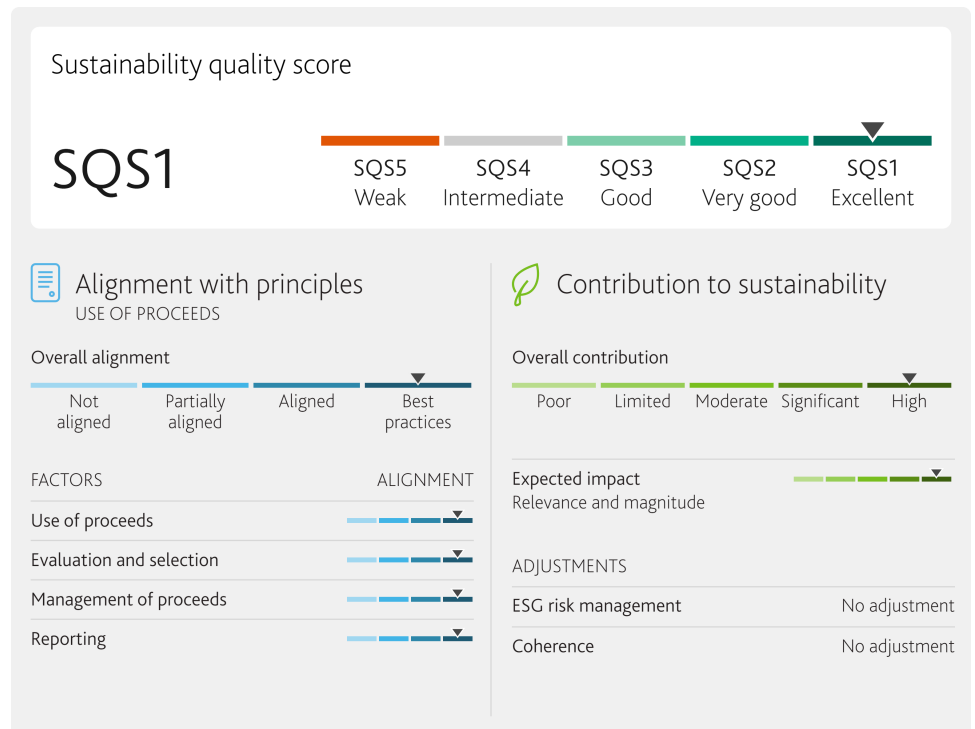 Sustainability quality score
SQS1
SQS5 SQS4 SQS3 SQS2 SQS1
Weak Intermediate Good Very good Excellent
Alignment with principles
USE OF PROCEEDS
Overall alignment
Not Partially Aligned Best
aligned aligned practices
FACTORS ALIGNMENT
Use of proceeds
Evaluation and selection
Management of proceeds
Reporting
Contribution to sustainability
Overall contribution
Poor Limited Moderate Significant High
Expected impact
Relevance and magnitude
ADJUSTMENTS
ESG risk management No adjustment
Coherence No adjustment